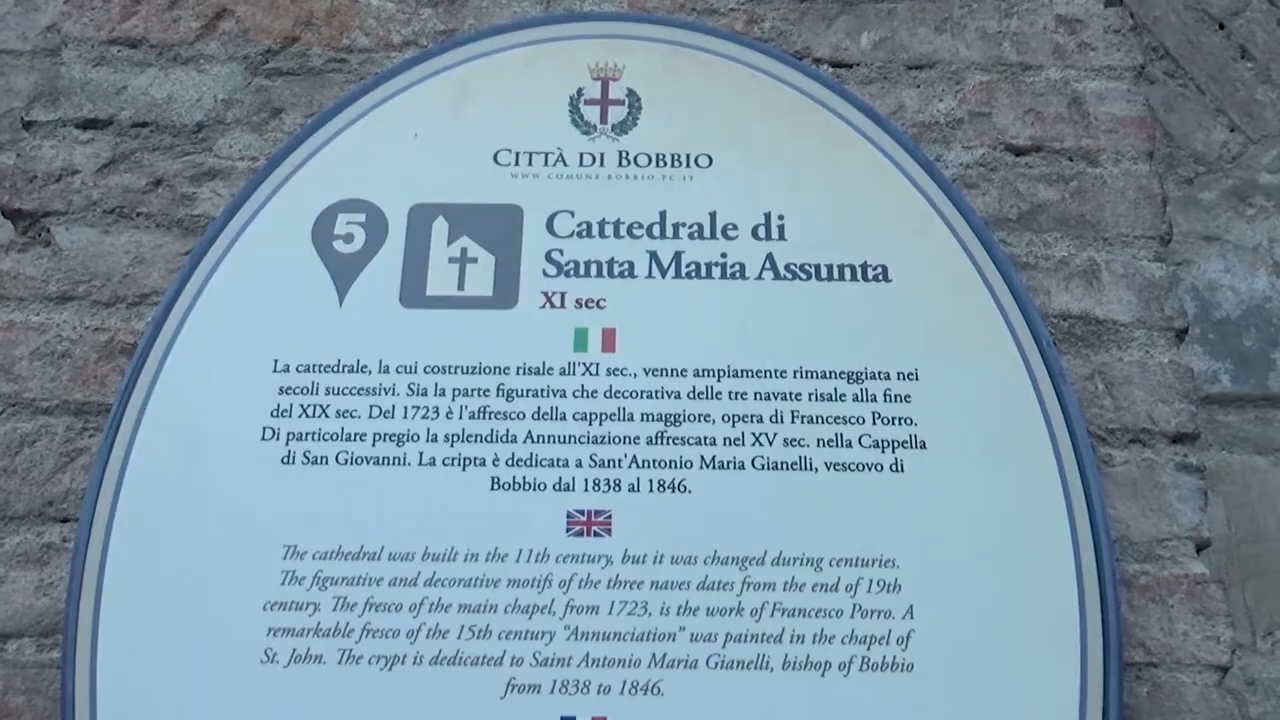 CITTÀ DI BOBBIO
WWW.COMUNE.BOBBIO.PC.IT
5
Cattedrale di
Santa Maria Assunta
XI sec
La cattedrale, la cui costruzione risale all'XI sec., venne ampiamente rimaneggiata nei
secoli successivi. Sia la parte figurativa che decorativa delle tre navate risale alla fine
del XIX sec. Del 1723 è l'affresco della cappella maggiore, opera di Francesco Porro.
Di particolare pregio la splendida Annunciazione affrescata nel XV sec. nella Cappella
di San Giovanni. La cripta è dedicata a Sant'Antonio Maria Gianelli, vescovo di
Bobbio dal 1838 al 1846.
The cathedral was built in the 11th century, but it was changed during centuries.
The figurative and decorative motifs of the three naves dates from the end of 19th
century. The fresco of the main chapel, from 1723, is the work of Francesco Porro. A
remarkable fresco of the 15th century “Annunciation” was painted in the chapel of
St. John. The crypt is dedicated to Saint Antonio Maria Gianelli, bishop of Bobbio
from 1838 to 1846.